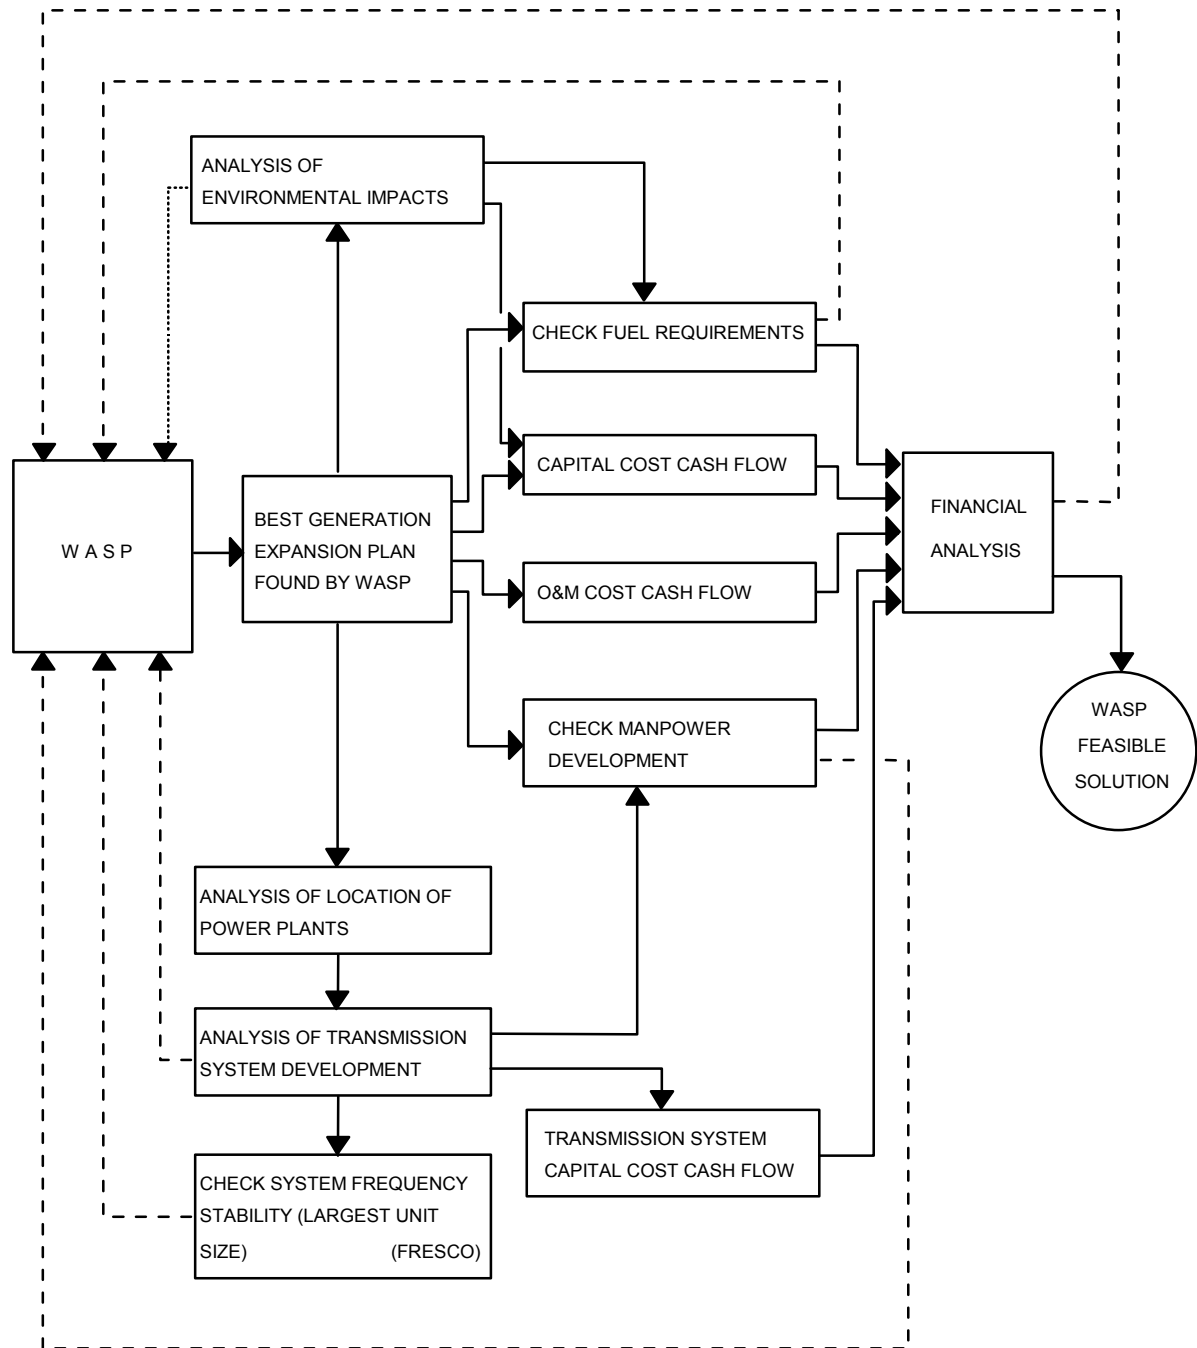 ANALYSIS OF
ENVIRONMENTAL IMPACTS
CHECK FUEL REQUIREMENTS
CAPITAL COST CASH FLOW
W A S P
BEST GENERATION
EXPANSION PLAN
FOUND BY WASP
FINANCIAL
ANALYSIS
O&M COST CASH FLOW
CHECK MANPOWER
DEVELOPMENT
WASP
FEASIBLE
SOLUTION
ANALYSIS OF LOCATION OF
POWER PLANTS
ANALYSIS OF TRANSMISSION
SYSTEM DEVELOPMENT
TRANSMISSION SYSTEM
CAPITAL COST CASH FLOW
CHECK SYSTEM FREQUENCY
STABILITY (LARGEST UNIT
SIZE) (FRESCO)